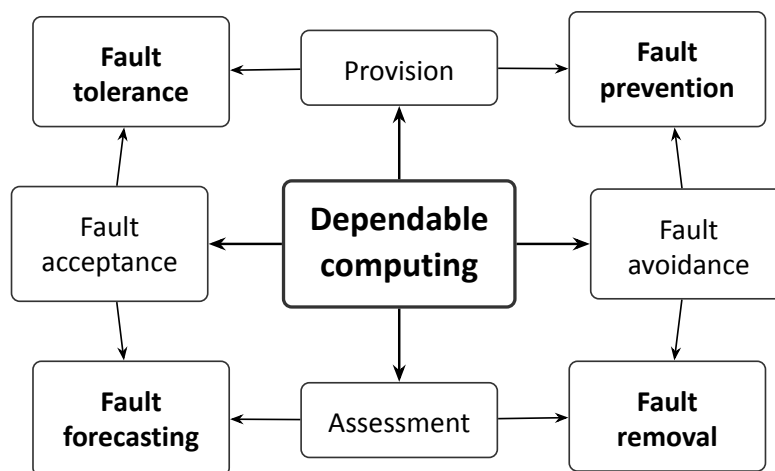 Fault
tolerance
Provision
Fault
prevention
Fault
acceptance
Dependable
computing
Fault
avoidance
Fault
forecasting
Assessment
Fault
removal